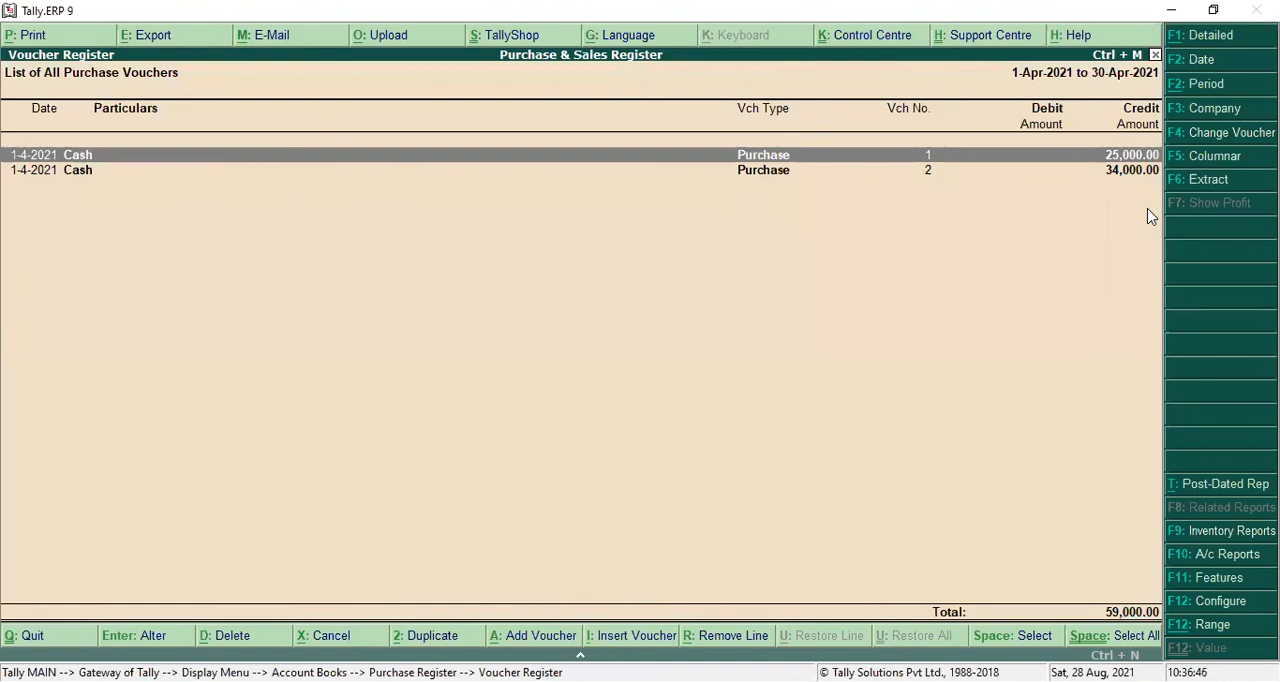 Tally.ERP 9
P: Print E: Export M: E-Mail O: Upload S: TallyShop G: Language K: Keyboard K: Control Centre H: Support Centre H: Help
Voucher Register Purchase & Sales Register Ctrl + M
List of All Purchase Vouchers 1-Apr-2021 to 30-Apr-2021
Date Particulars Vch Type Vch No. Debit Credit
Amount Amount
1-4-2021 Cash Purchase 1 25,000.00
1-4-2021 Cash Purchase 2 34,000.00
Total: 59,000.00
F1: Detailed
F2: Date
F2: Period
F3: Company
F4: Change Voucher
F5: Columnar
F6: Extract
F7: Show Profit
T: Post-Dated Rep
F8: Related Reports
F9: Inventory Reports
F10: A/c Reports
F11: Features
F12: Configure
F12: Range
F12: Value
Q: Quit Enter: Alter D: Delete X: Cancel 2: Duplicate A: Add Voucher I: Insert Voucher R: Remove Line U: Restore Line U: Restore All Space: Select Space: Select All
Ctrl + N
Tally MAIN --> Gateway of Tally --> Display Menu --> Account Books --> Purchase Register --> Voucher Register © Tally Solutions Pvt Ltd., 1988-2018 Sat, 28 Aug, 2021 10:36:46